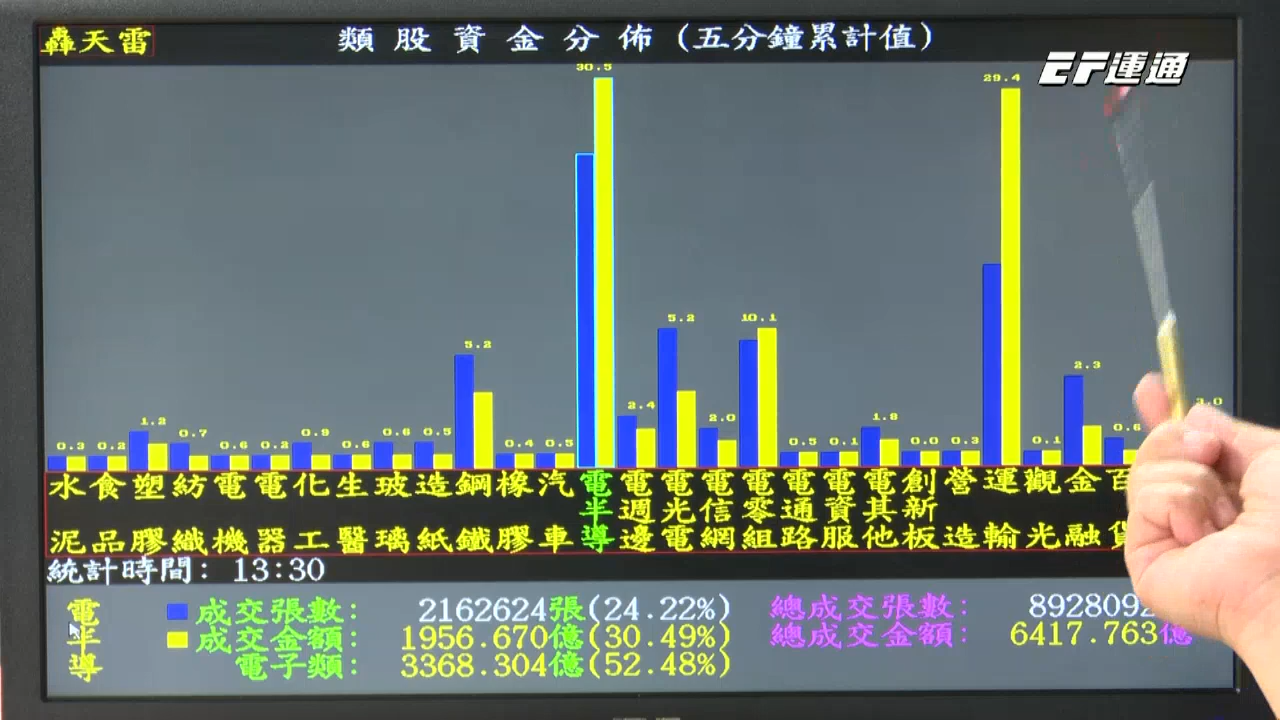 轟天雷
類股資金分佈(五分鐘累計值)
EF運通
30.5
29.4
5.2
5.2
10.1
2.4
2.0
2.3
1.2
0.7
1.8
0.3 0.2 0.6 0.2 0.9 0.6 0.6 0.5 0.4 0.5 0.5 0.1 0.0 0.3 0.1 0.6 3.0
水泥 食品 塑膠 紡織 電機 電器 化工 生醫 玻璃 造紙 鋼鐵 橡膠 汽車 電半導 電週邊 電光電 電信網 電零組 電通路 電資服 電其他 創新板 營造 運輸 觀光 金融 百
統計時間: 13:30
電半導
成交張數: 2162624張(24.22%) 總成交張數: 892809
成交金額: 1956.670億(30.49%) 總成交金額: 6417.763億
電子類: 3368.304億(52.48%)